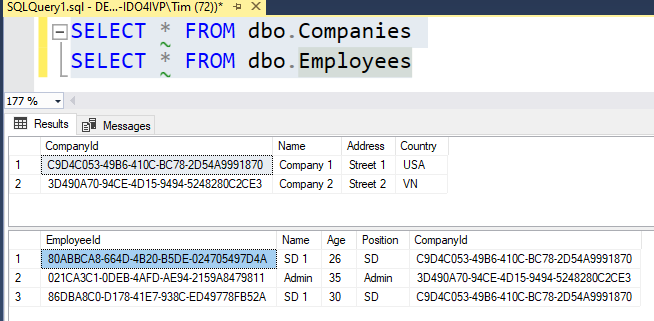 SQLQuery1.sql - DE...-IDO4IVP\Tim (72))*
SELECT * FROM dbo.Companies
SELECT * FROM dbo.Employees
177 %
Results Messages
CompanyId Name Address Country
1 C9D4C053-49B6-410C-BC78-2D54A9991870 Company 1 Street 1 USA
2 3D490A70-94CE-4D15-9494-5248280C2CE3 Company 2 Street 2 VN
EmployeeId Name Age Position CompanyId
1 80ABBCA8-664D-4B20-B5DE-024705497D4A SD 1 26 SD C9D4C053-49B6-410C-BC78-2D54A9991870
2 021CA3C1-0DEB-4AFD-AE94-2159A8479811 Admin 35 Admin 3D490A70-94CE-4D15-9494-5248280C2CE3
3 86DBA8C0-D178-41E7-938C-ED49778FB52A SD 1 30 SD C9D4C053-49B6-410C-BC78-2D54A9991870